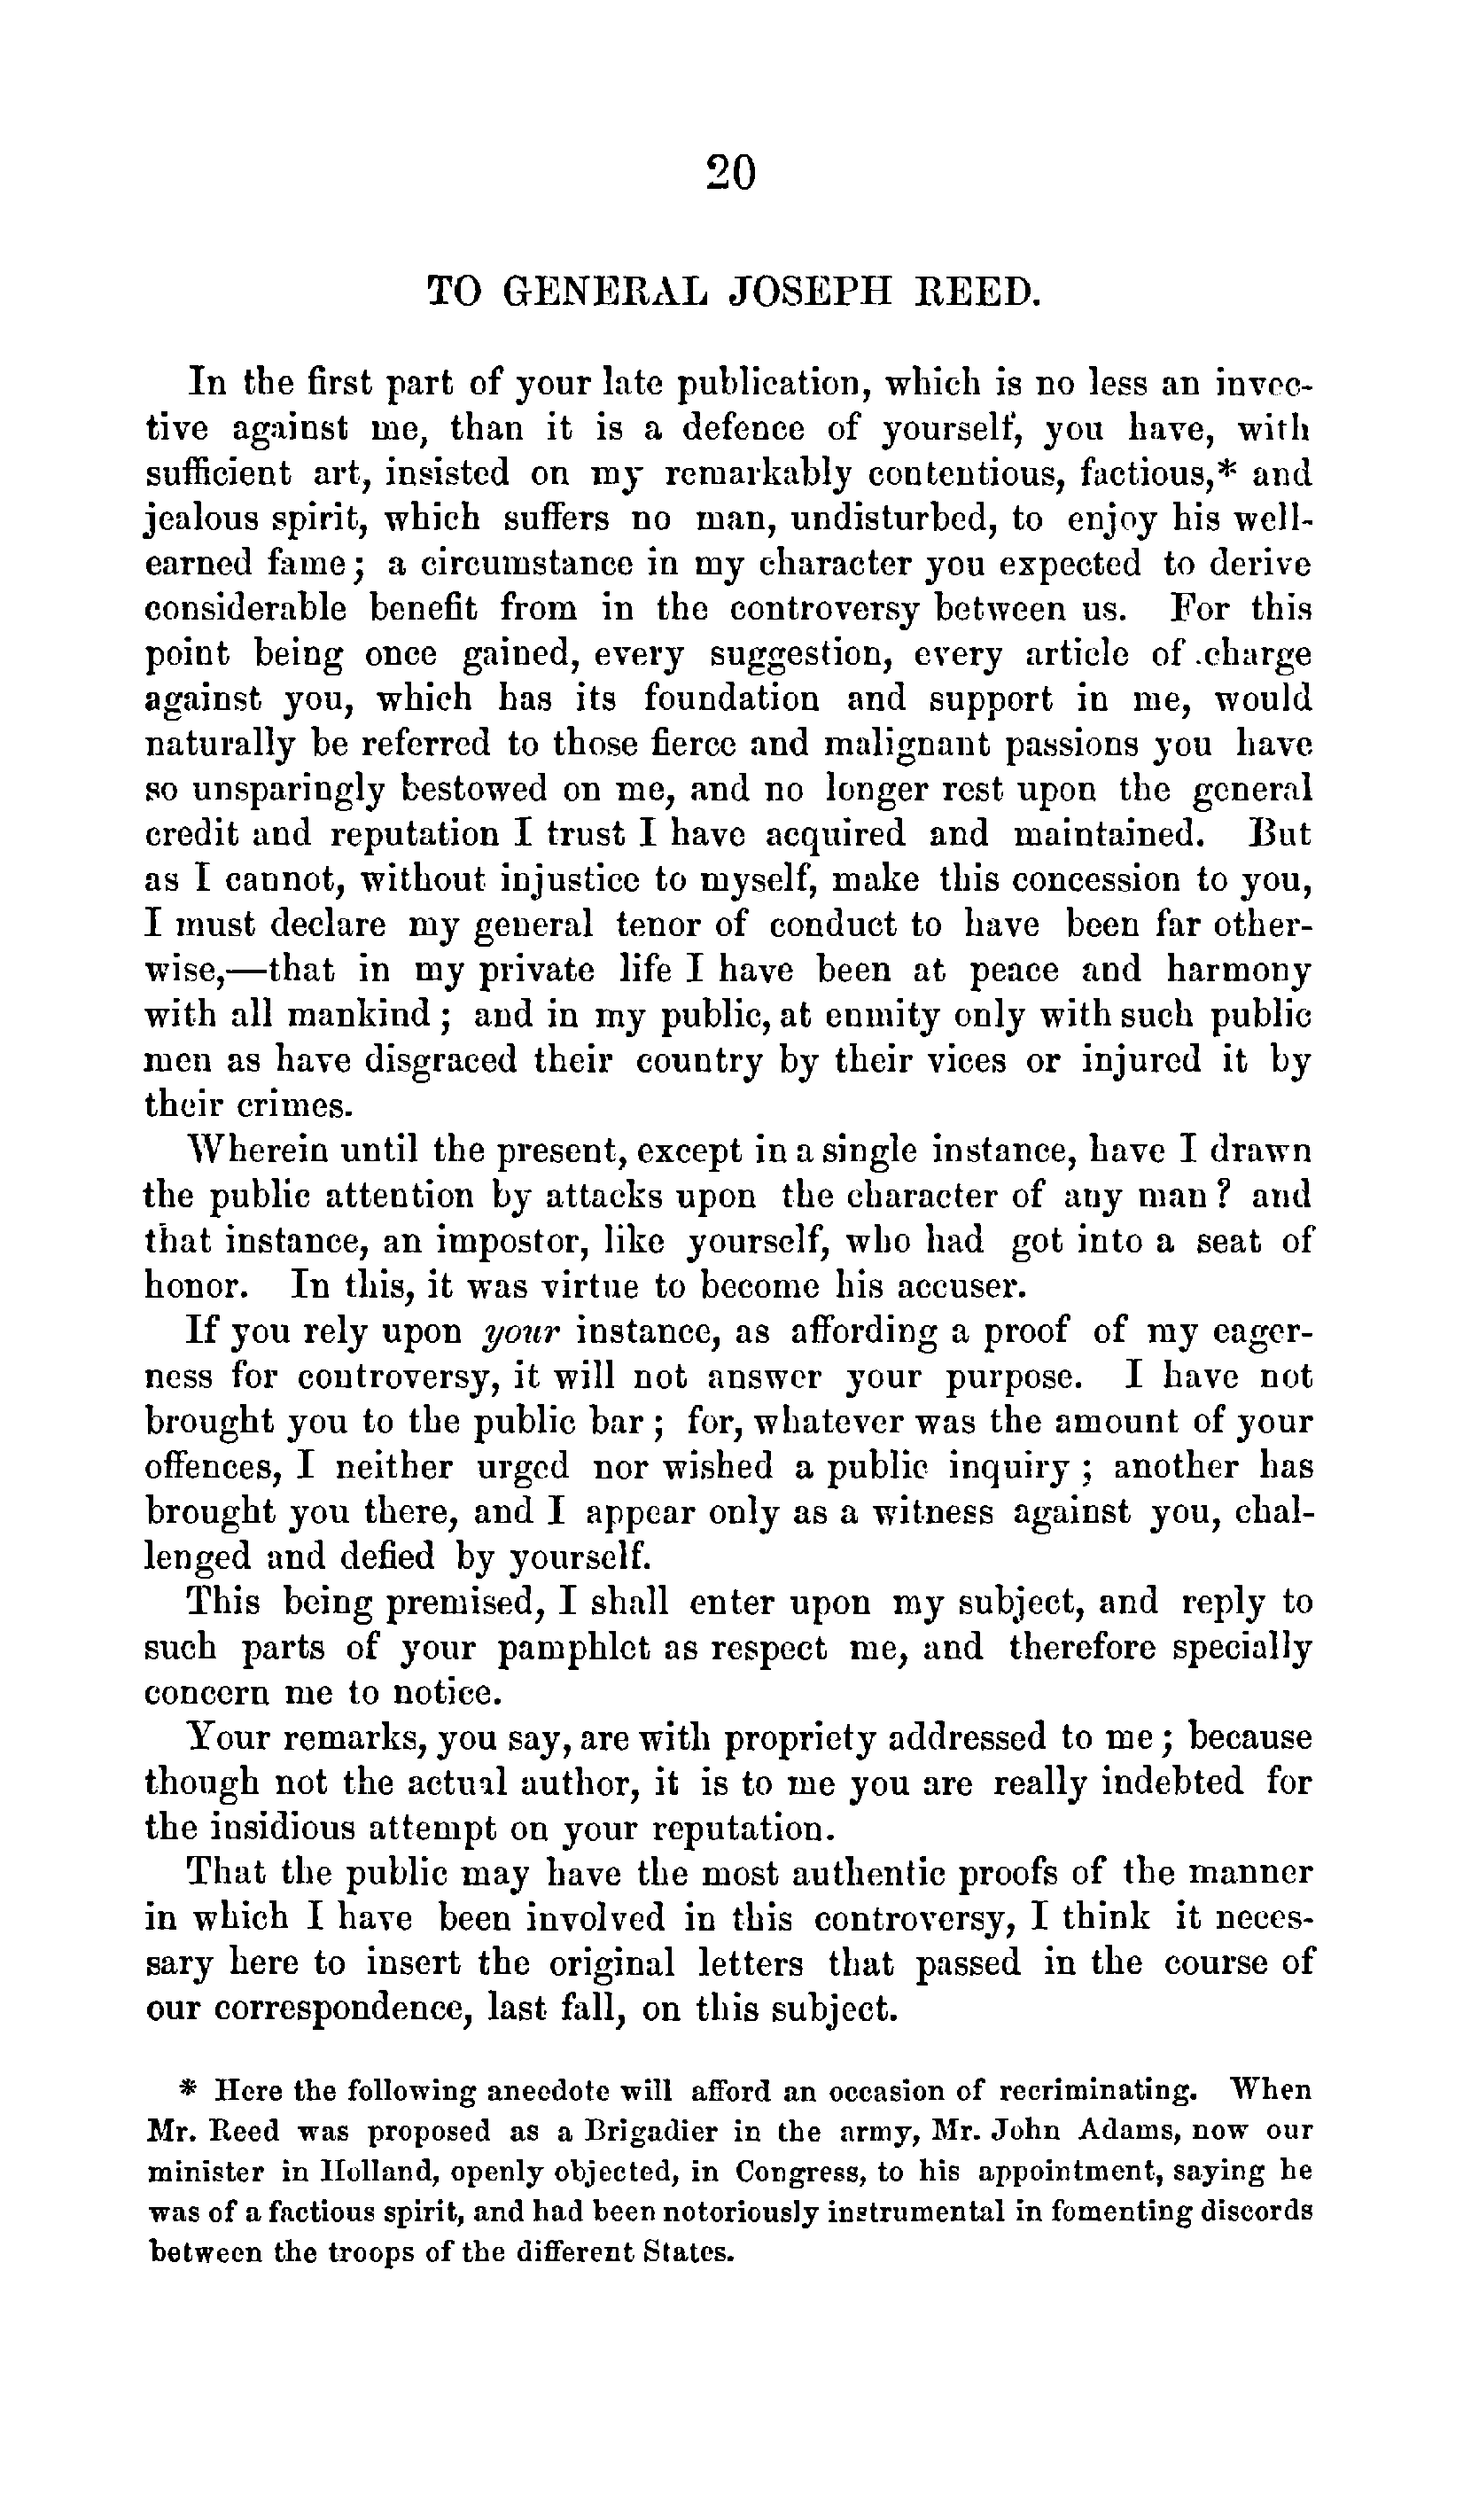 20
TO GENERAL JOSEPH REED.
In the first part of your late publication, which is no less an invec-
tive against me, than it is a defence of yourself, you have, with
sufficient art, insisted on my remarkably contentious, factious,* and
jealous spirit, which suffers no man, undisturbed, to enjoy his well-
earned fame; a circumstance in my character you expected to derive
considerable benefit from in the controversy between us. For this
point being once gained, every suggestion, every article of .charge
against you, which has its foundation and support in me, would
naturally be referred to those fierce and malignant passions you have
so unsparingly bestowed on me, and no longer rest upon the general
credit and reputation I trust I have acquired and maintained. But
as I cannot, without injustice to myself, make this concession to you,
I must declare my general tenor of conduct to have been far other-
wise,—that in my private life I have been at peace and harmony
with all mankind; and in my public, at enmity only with such public
men as have disgraced their country by their vices or injured it by
their crimes.
Wherein until the present, except in a single instance, have I drawn
the public attention by attacks upon the character of any man? and
that instance, an impostor, like yourself, who had got into a seat of
honor. In this, it was virtue to become his accuser.
If you rely upon your instance, as affording a proof of my eager-
ness for controversy, it will not answer your purpose. I have not
brought you to the public bar; for, whatever was the amount of your
offences, I neither urged nor wished a public inquiry; another has
brought you there, and I appear only as a witness against you, chal-
lenged and defied by yourself.
This being premised, I shall enter upon my subject, and reply to
such parts of your pamphlet as respect me, and therefore specially
concern me to notice.
Your remarks, you say, are with propriety addressed to me; because
though not the actual author, it is to me you are really indebted for
the insidious attempt on your reputation.
That the public may have the most authentic proofs of the manner
in which I have been involved in this controversy, I think it neces-
sary here to insert the original letters that passed in the course of
our correspondence, last fall, on this subject.
* Here the following anecdote will afford an occasion of recriminating. When
Mr. Reed was proposed as a Brigadier in the army, Mr. John Adams, now our
minister in Holland, openly objected, in Congress, to his appointment, saying he
was of a factious spirit, and had been notoriously instrumental in fomenting discords
between the troops of the different States.